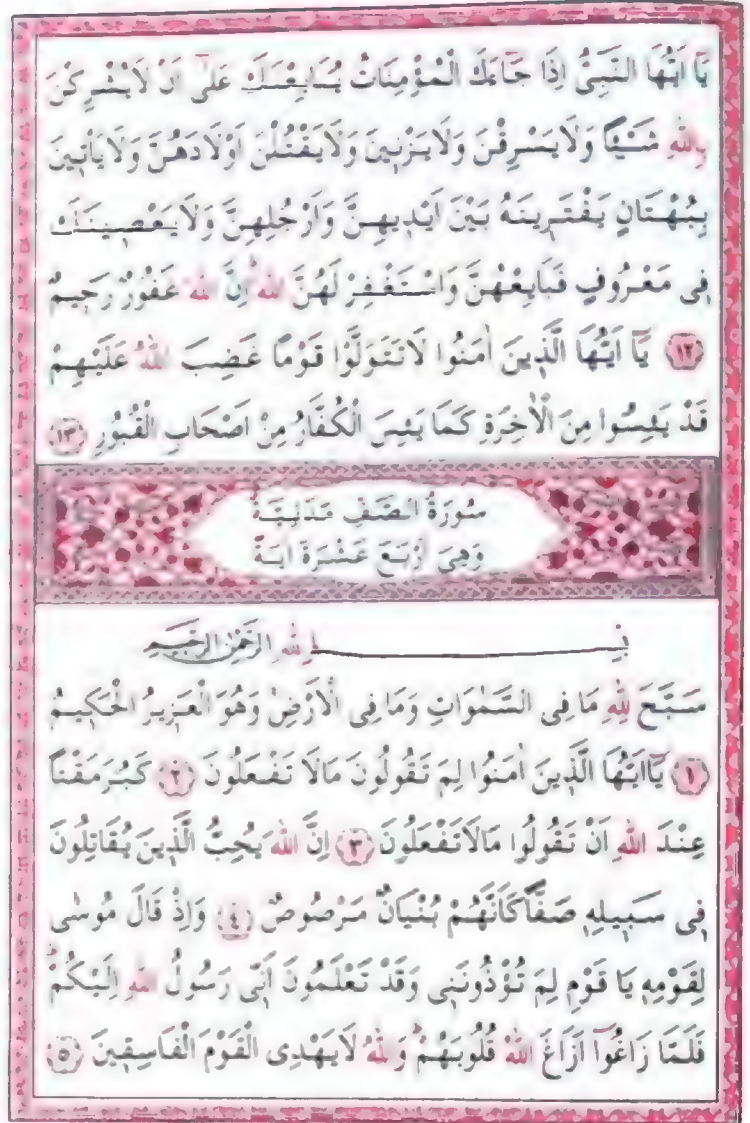 يَٓا اَيُّهَا النَّبِيُّ اِذَا جَٓاءَكَ الْمُؤْمِنَاتُ يُبَايِعْنَكَ عَلٰٓى اَنْ لَا يُشْرِكْنَ
بِاللّٰهِ شَيْـًٔا وَلَا يَسْرِقْنَ وَلَا يَزْن۪ينَ وَلَا يَقْتُلْنَ اَوْلَادَهُنَّ وَلَا يَأْت۪ينَ
بِبُهْتَانٍ يَفْتَر۪ينَهُ بَيْنَ اَيْد۪يهِنَّ وَاَرْجُلِهِنَّ وَلَا يَعْص۪ينَكَ
ف۪ي مَعْرُوفٍ فَبَايِعْهُنَّ وَاسْتَغْفِرْ لَهُنَّ اللّٰهَۜ اِنَّ اللّٰهَ غَفُورٌ رَح۪يمٌ
﴿١٢﴾ يَٓا اَيُّهَا الَّذ۪ينَ اٰمَنُوا لَا تَتَوَلَّوْا قَوْمًا غَضِبَ اللّٰهُ عَلَيْهِمْ
قَدْ يَئِسُوا مِنَ الْاٰخِرَةِ كَمَا يَئِسَ الْكُفَّارُ مِنْ اَصْحَابِ الْقُبُورِ ﴿١٣﴾
سُورَةُ الصَّفِّ مَدَنِيَّةٌ
وَهِيَ اَرْبَعَ عَشْرَةَ اٰيَةً
بِسْمِ اللّٰهِ الرَّحْمٰنِ الرَّح۪يمِ
سَبَّحَ لِلّٰهِ مَا فِي السَّمٰوَاتِ وَمَا فِي الْاَرْضِۚ وَهُوَ الْعَز۪يزُ الْحَك۪يمُ
﴿١﴾ يَٓا اَيُّهَا الَّذ۪ينَ اٰمَنُوا لِمَ تَقُولُونَ مَا لَا تَفْعَلُونَ ﴿٢﴾ كَبُرَ مَقْتًا
عِنْدَ اللّٰهِ اَنْ تَقُولُوا مَا لَا تَفْعَلُونَ ﴿٣﴾ اِنَّ اللّٰهَ يُحِبُّ الَّذ۪ينَ يُقَاتِلُونَ
ف۪ي سَب۪يلِه۪ صَفًّا كَاَنَّهُمْ بُنْيَانٌ مَرْصُوصٌ ﴿٤﴾ وَاِذْ قَالَ مُوسٰى
لِقَوْمِه۪ يَا قَوْمِ لِمَ تُؤْذُونَن۪ي وَقَدْ تَعْلَمُونَ اَنّ۪ي رَسُولُ اللّٰهِ اِلَيْكُمْۜ
فَلَمَّا زَاغُٓوا اَزَاغَ اللّٰهُ قُلُوبَهُمْۜ وَاللّٰهُ لَا يَهْدِي الْقَوْمَ الْفَاسِق۪ينَ ﴿٥﴾